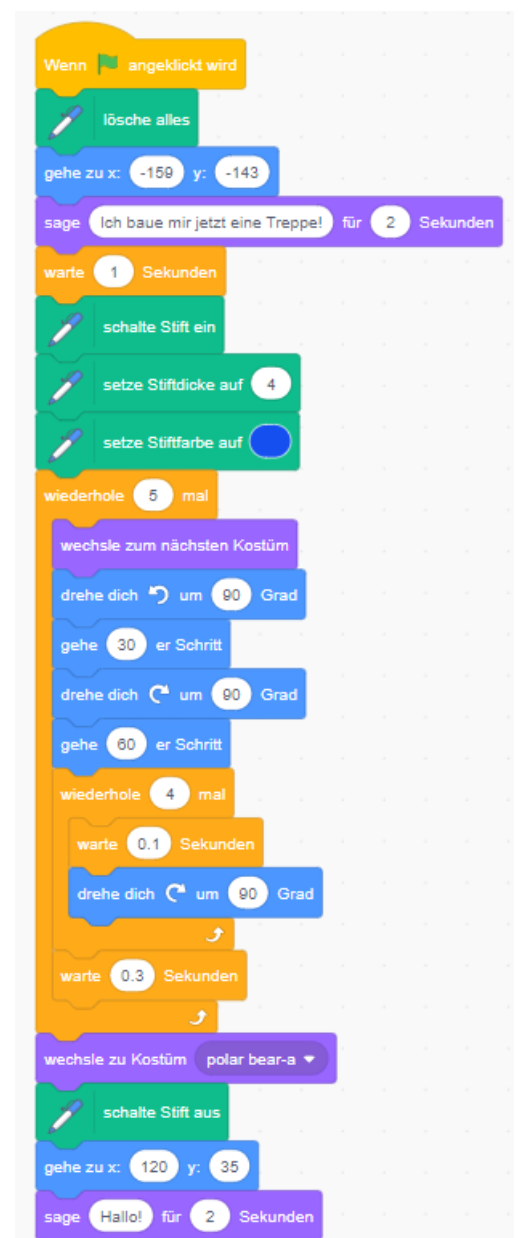 Wenn angeklickt wird
lösche alles
gehe zu x: -159 y: -143
sage Ich baue mir jetzt eine Treppe! für 2 Sekunden
warte 1 Sekunden
schalte Stift ein
setze Stiftdicke auf 4
setze Stiftfarbe auf
wiederhole 5 mal
wechsle zum nächsten Kostüm
drehe dich um 90 Grad
gehe 30 er Schritt
drehe dich um 90 Grad
gehe 60 er Schritt
wiederhole 4 mal
warte 0.1 Sekunden
drehe dich um 90 Grad
warte 0.3 Sekunden
wechsle zu Kostüm polar bear-a
schalte Stift aus
gehe zu x: 120 y: 35
sage Hallo! für 2 Sekunden